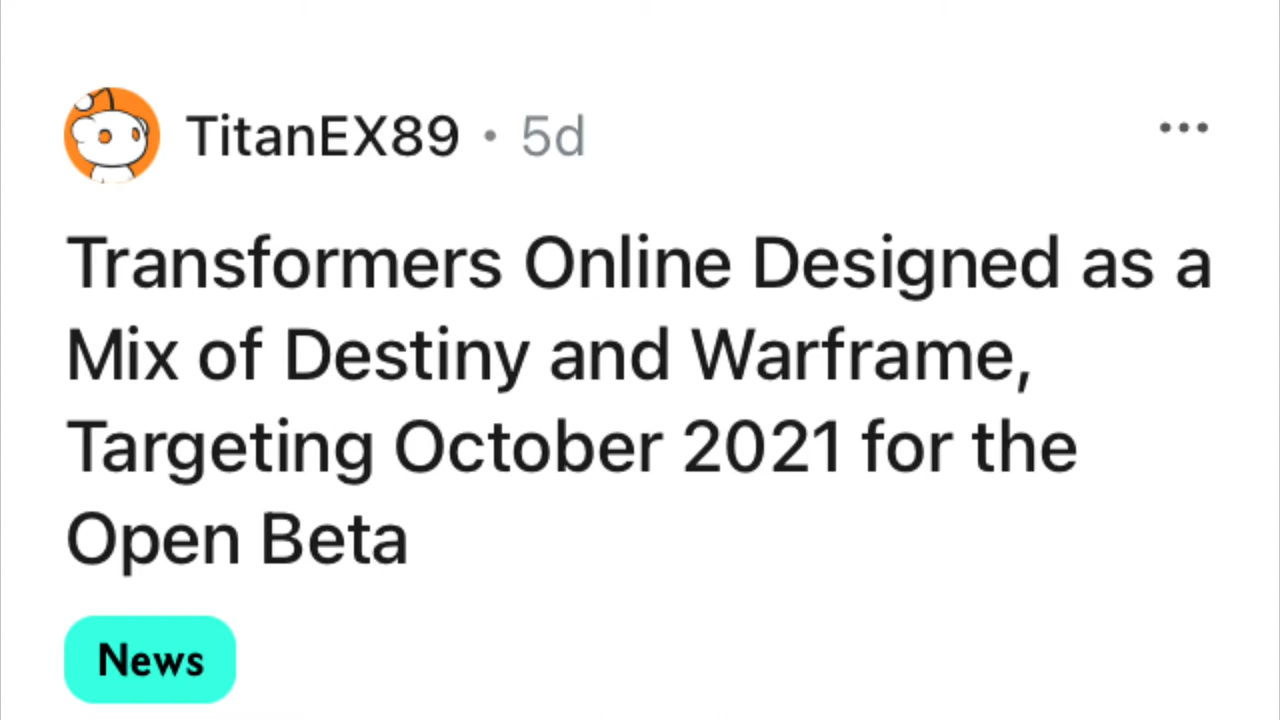 TitanEX89 • 5d
Transformers Online Designed as a
Mix of Destiny and Warframe,
Targeting October 2021 for the
Open Beta
News